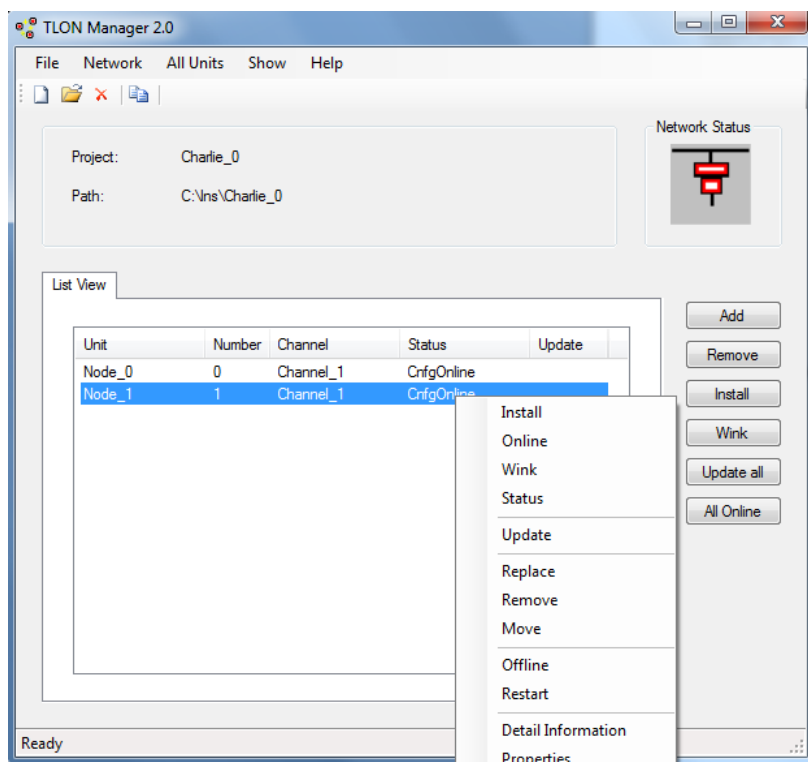 TLON Manager 2.0
File Network All Units Show Help
Network Status
Project: Charlie_0
Path: C:\lns\Charlie_0
List View
Add
Remove
Install
Wink
Update all
All Online
Unit Number Channel Status Update
Node_0 0 Channel_1 CnfgOnline
Node_1 1 Channel_1 CnfgOnline
Install
Online
Wink
Status
Update
Replace
Remove
Move
Offline
Restart
Detail Information
Properties
Ready